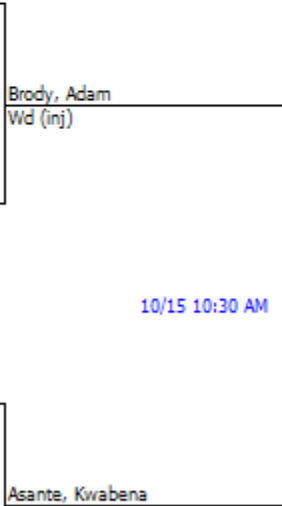 Brody, Adam
Wd (inj)
10/15 10:30 AM
Asante, Kwabena